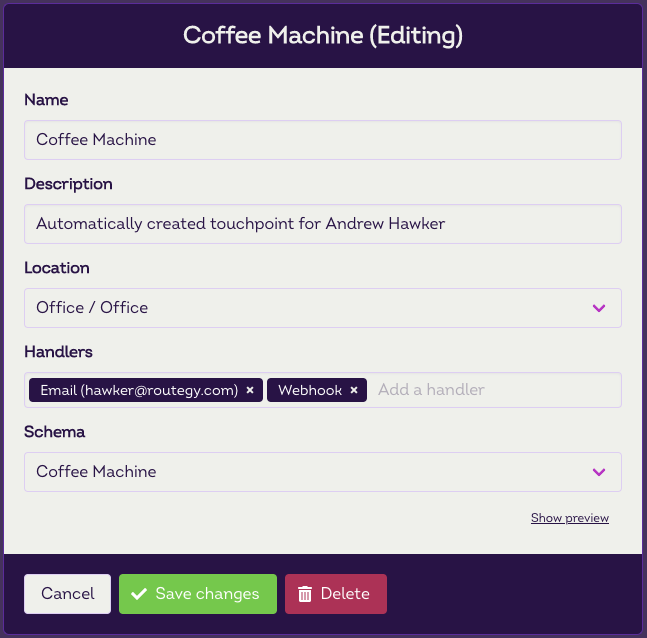 Coffee Machine (Editing)
Name
Coffee Machine
Description
Automatically created touchpoint for Andrew Hawker
Location
Office / Office
Handlers
Email (hawker@routegy.com) × Webhook × Add a handler
Schema
Coffee Machine
Show preview
Cancel Save changes Delete